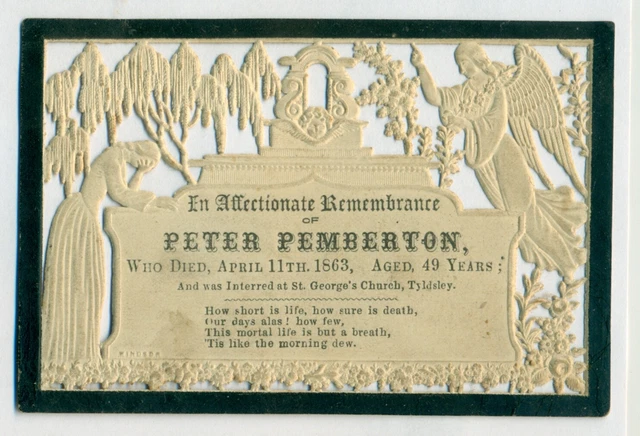 In Affectionate Remembrance
OF
PETER PEMBERTON,
WHO DIED, APRIL 11TH. 1863, AGED, 49 YEARS;
And was Interred at St. George's Church, Tyldsley.
How short is life, how sure is death,
Our days alas! how few,
This mortal life is but a breath,
'Tis like the morning dew.
WINDSOR